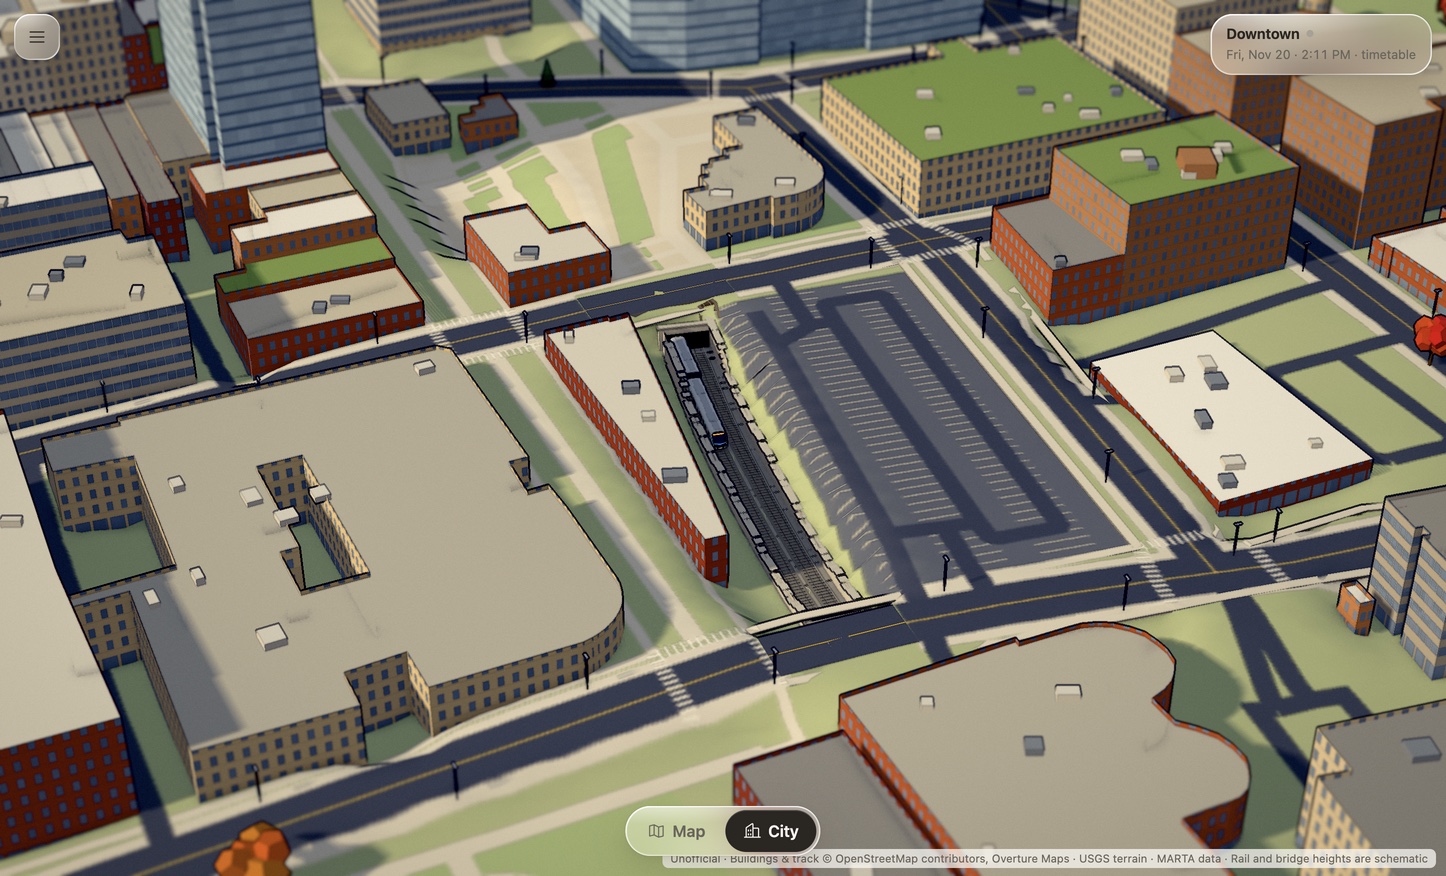 Downtown
Fri, Nov 20 · 2:11 PM · timetable
Map
City
Unofficial · Buildings & track © OpenStreetMap contributors, Overture Maps · USGS terrain · MARTA data · Rail and bridge heights are schematic